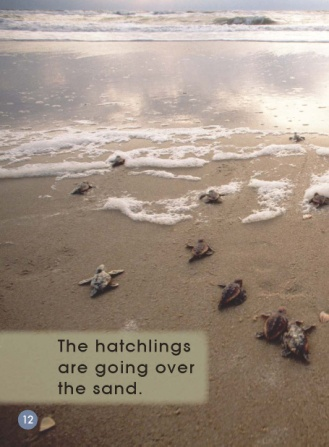 The hatchlings
are going over
the sand.
12